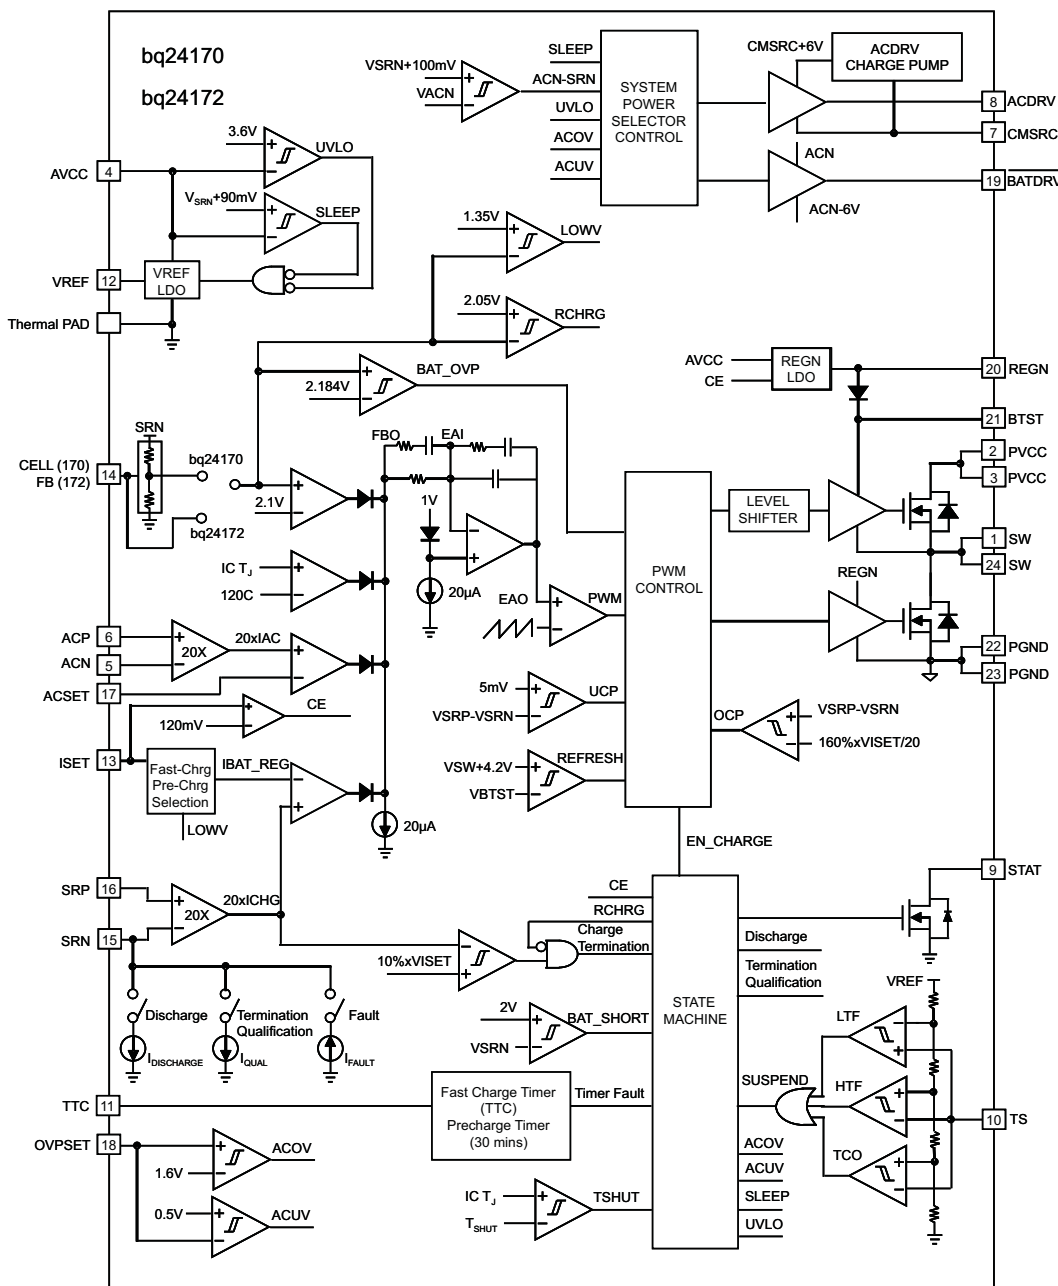 bq24170
bq24172
SLEEP
VSRN+100mV
ACN-SRN
VACN
UVLO
ACOV
ACUV
SYSTEM
POWER
SELECTOR
CONTROL
CMSRC+6V
ACDRV
CHARGE PUMP
8 ACDRV
7 CMSRC
ACN
19 BATDRV
ACN-6V
3.6V
UVLO
AVCC 4
VSRN+90mV
SLEEP
VREF 12
VREF
LDO
Thermal PAD
1.35V
LOWV
2.05V
RCHRG
BAT_OVP
2.184V
AVCC
CE
REGN
LDO
20 REGN
21 BTST
2 PVCC
3 PVCC
1 SW
24 SW
22 PGND
23 PGND
SRN
CELL (170)
FB (172)
14
bq24170
bq24172
2.1V
FBO
EAI
1V
20µA
IC TJ
120C
EAO
PWM
PWM
CONTROL
LEVEL
SHIFTER
REGN
ACP 6
ACN 5
20X
20xIAC
ACSET 17
120mV
CE
ISET 13
Fast-Chrg
Pre-Chrg
Selection
IBAT_REG
LOWV
20µA
5mV
UCP
VSRP-VSRN
VSW+4.2V
REFRESH
VBTST
OCP
VSRP-VSRN
160%xVISET/20
EN_CHARGE
SRP 16
SRN 15
20X
20xICHG
CE
RCHRG
Charge
Termination
10%xVISET
2V
BAT_SHORT
VSRN
STATE
MACHINE
9 STAT
Discharge
Termination
Qualification
Discharge
Termination
Qualification
Fault
IDISCHARGE
IQUAL
IFAULT
VREF
LTF
HTF
TCO
SUSPEND
10 TS
TTC 11
Fast Charge Timer
(TTC)
Precharge Timer
(30 mins)
Timer Fault
OVPSET 18
1.6V
ACOV
0.5V
ACUV
IC TJ
TSHUT
TSHUT
ACOV
ACUV
SLEEP
UVLO